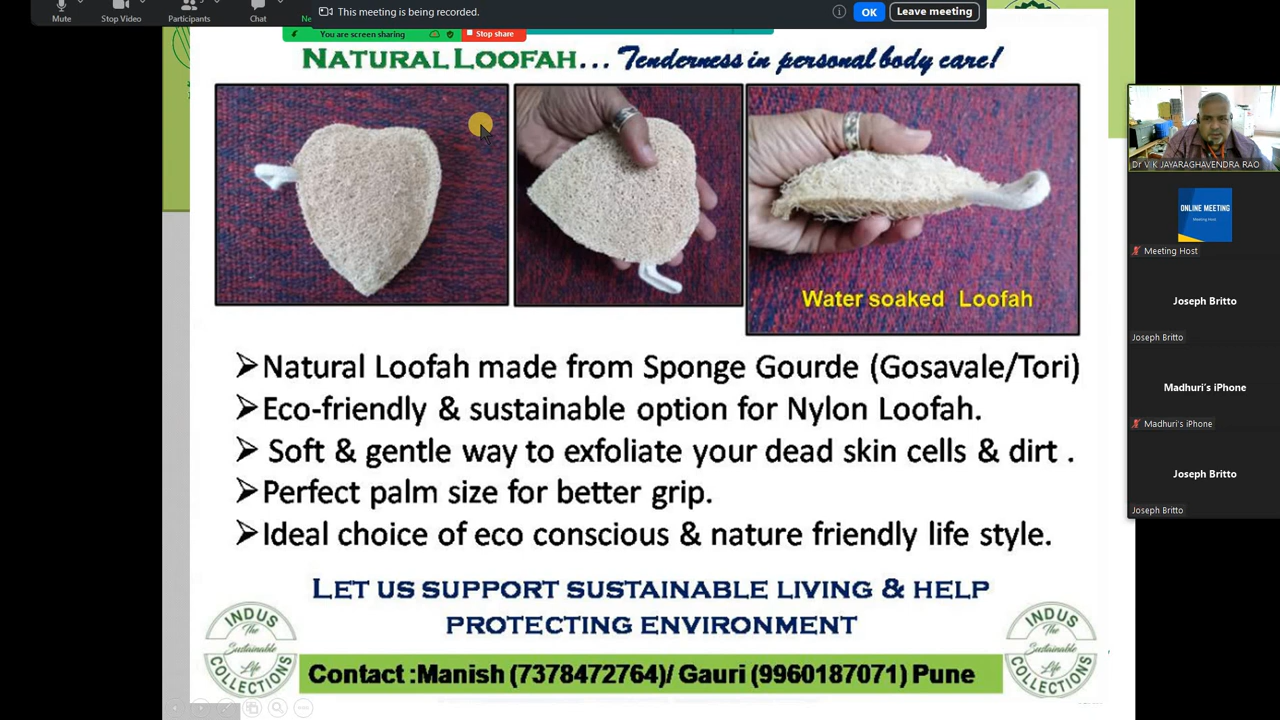 Mute
Stop Video
Participants
3
Chat
This meeting is being recorded.
OK
Leave meeting
You are screen sharing
Stop share
NATURAL LOOFAH... Tenderness in personal body care!
Water soaked Loofah
➢Natural Loofah made from Sponge Gourde (Gosavale/Tori)
➢Eco-friendly & sustainable option for Nylon Loofah.
➢ Soft & gentle way to exfoliate your dead skin cells & dirt .
➢Perfect palm size for better grip.
➢Ideal choice of eco conscious & nature friendly life style.
LET US SUPPORT SUSTAINABLE LIVING & HELP
PROTECTING ENVIRONMENT
INDUS
The
Sustainable
Life
COLLECTIONS
INDUS
The
Sustainable
Life
COLLECTIONS
Contact :Manish (7378472764)/ Gauri (9960187071) Pune
Dr V K JAYARAGHAVENDRA RAO
ONLINE MEETING
Meeting Host
Meeting Host
Joseph Britto
Joseph Britto
Madhuri's iPhone
Madhuri's iPhone
Joseph Britto
Joseph Britto